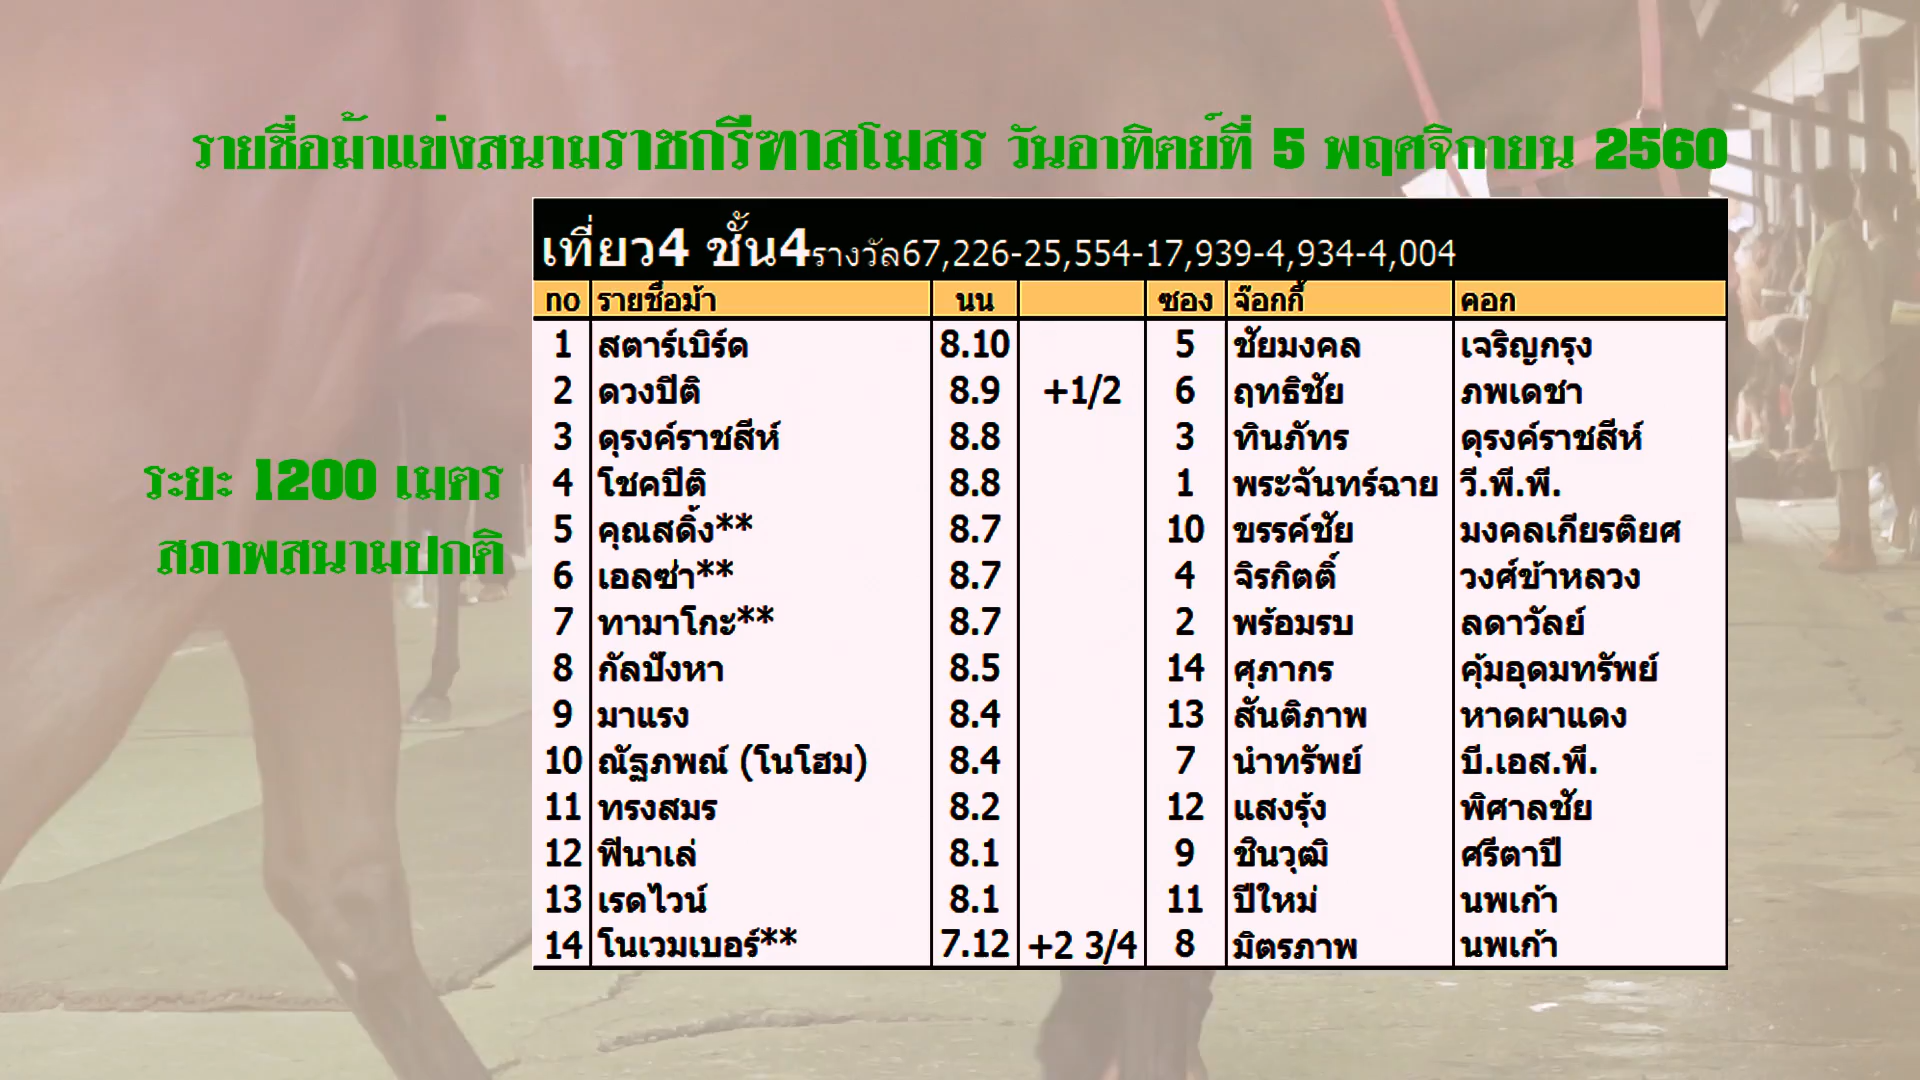 รายชื่อม้าแข่งสนามราชกรีฑาสโมสร วันอาทิตย์ที่ 5 พฤศจิกายน 2560
ระยะ 1200 เมตร
สภาพสนามปกติ
เที่ยว4 ชั้น4รางวัล67,226-25,554-17,939-4,934-4,004
no รายชื่อม้า นน ซอง จ๊อกกี้ คอก
1 สตาร์เบิร์ด 8.10 5 ชัยมงคล เจริญกรุง
2 ดวงปิติ 8.9 +1/2 6 ฤทธิชัย ภพเดชา
3 ดุรงค์ราชสีห์ 8.8 3 ทินภัทร ดุรงค์ราชสีห์
4 โชคปิติ 8.8 1 พระจันทร์ฉาย วี.พี.พี.
5 คุณสดิ้ง** 8.7 10 ขรรค์ชัย มงคลเกียรติยศ
6 เอลซ่า** 8.7 4 จิรกิตติ์ วงศ์ข้าหลวง
7 ทามาโกะ** 8.7 2 พร้อมรบ ลดาวัลย์
8 กัลปังหา 8.5 14 ศุภากร คุ้มอุดมทรัพย์
9 มาแรง 8.4 13 สันติภาพ หาดผาแดง
10 ณัฐภพณ์ (โนโฮม) 8.4 7 นำทรัพย์ บี.เอส.พี.
11 ทรงสมร 8.2 12 แสงรุ้ง พิศาลชัย
12 ฟินาเล่ 8.1 9 ชินวุฒิ ศรีตาปี
13 เรดไวน์ 8.1 11 ปีใหม่ นพเก้า
14 โนเวมเบอร์** 7.12 +2 3/4 8 มิตรภาพ นพเก้า